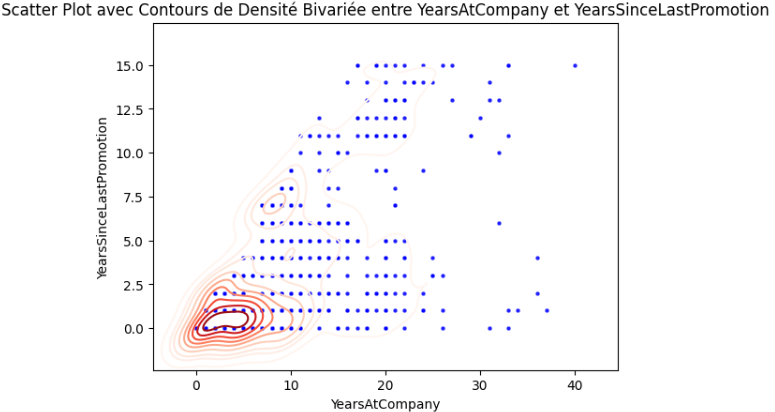 Scatter Plot avec Contours de Densité Bivariée entre YearsAtCompany et YearsSinceLastPromotion
15.0
12.5
10.0
7.5
5.0
2.5
0.0
YearsSinceLastPromotion
0 10 20 30 40
YearsAtCompany